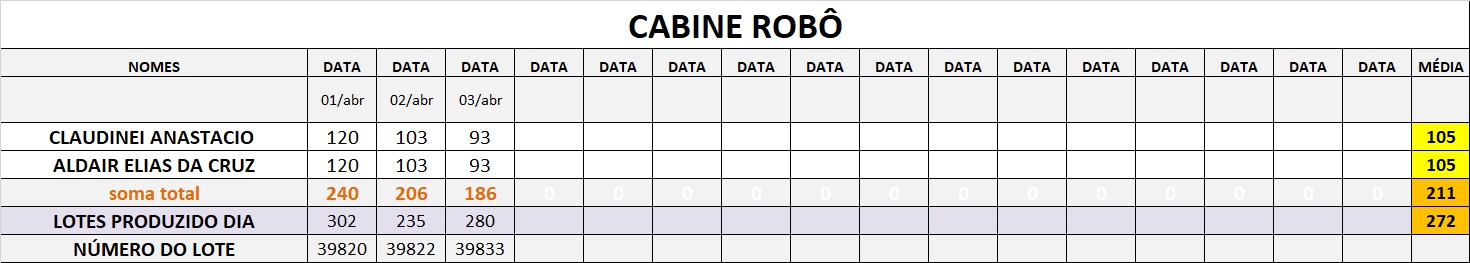 CABINE ROBÔ
NOMES DATA DATA DATA DATA DATA DATA DATA DATA DATA DATA DATA DATA DATA DATA DATA DATA MÉDIA
01/abr 02/abr 03/abr
CLAUDINEI ANASTACIO 120 103 93 105
ALDAIR ELIAS DA CRUZ 120 103 93 105
soma total 240 206 186 0 0 0 0 0 0 0 0 0 0 0 0 0 211
LOTES PRODUZIDO DIA 302 235 280 272
NÚMERO DO LOTE 39820 39822 39833